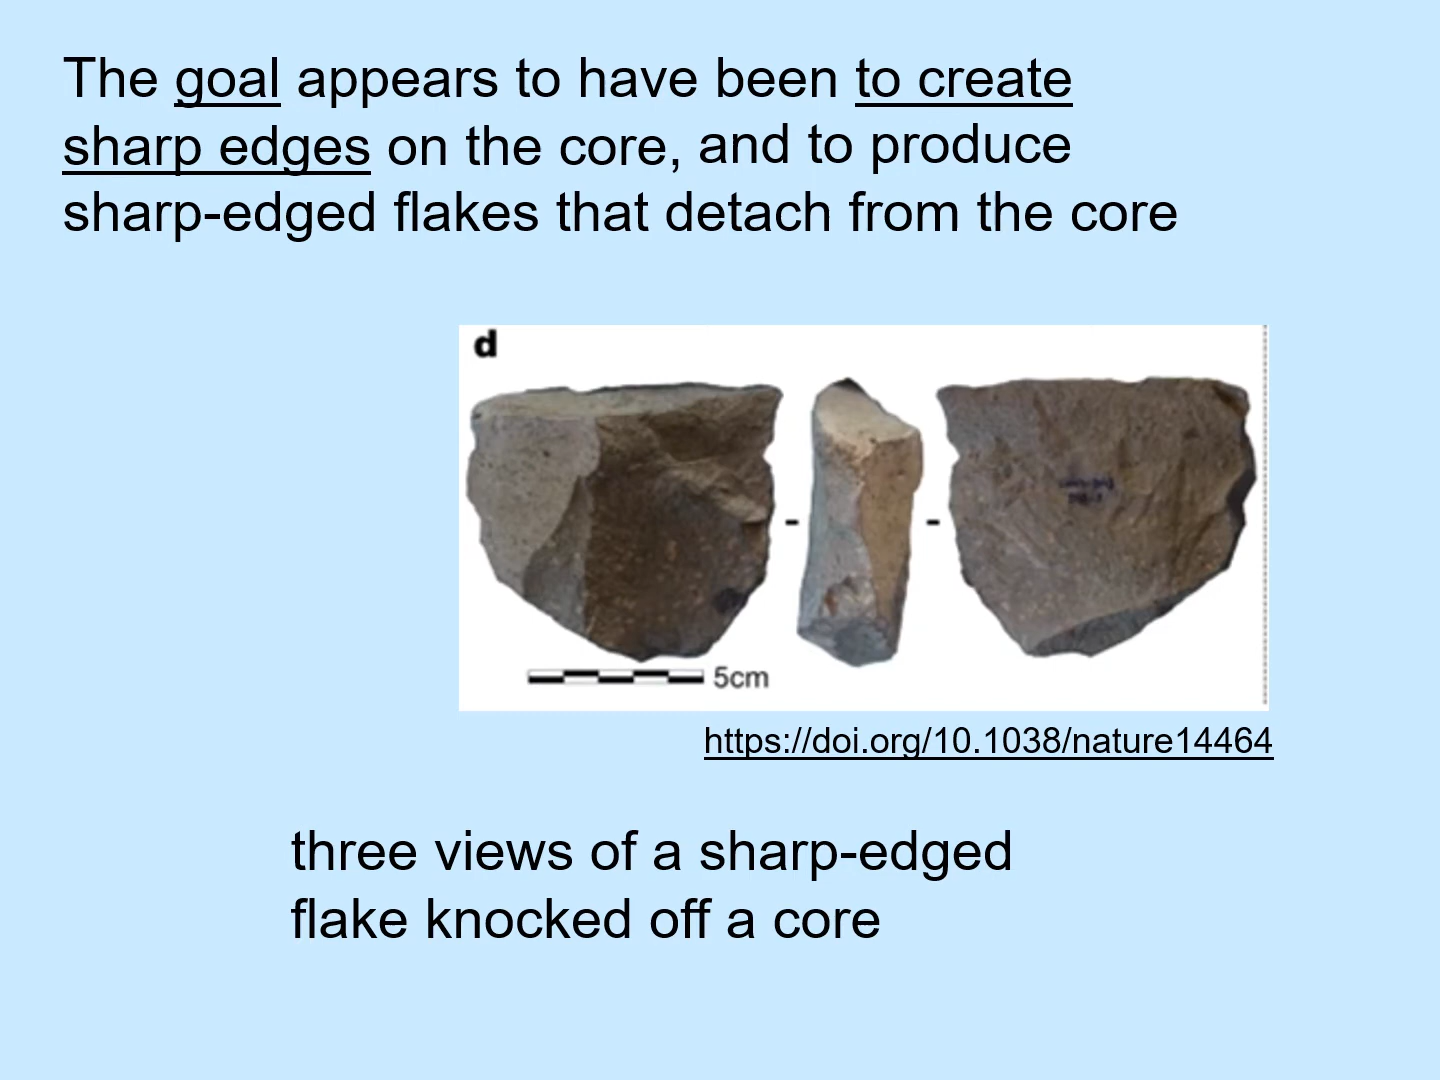 The goal appears to have been to create
sharp edges on the core, and to produce
sharp-edged flakes that detach from the core
d
- -
5cm
https://doi.org/10.1038/nature14464
three views of a sharp-edged
flake knocked off a core